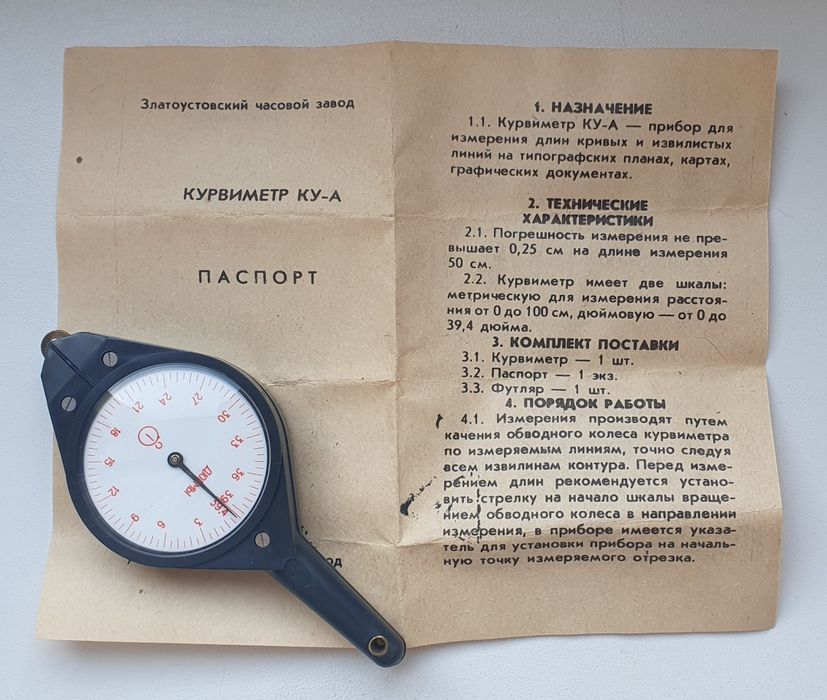 Златоустовский часовой завод
КУРВИМЕТР КУ-А
ПАСПОРТ
1. НАЗНАЧЕНИЕ
1.1. Курвиметр КУ-А — прибор для
измерения длин кривых и извилистых
линий на типографских планах, картах,
графических документах.
2. ТЕХНИЧЕСКИЕ
ХАРАКТЕРИСТИКИ
2.1. Погрешность измерения не пре-
вышает 0,25 см на длине измерения
50 см.
2.2. Курвиметр имеет две шкалы:
метрическую для измерения расстоя-
ния от 0 до 100 см, дюймовую — от 0 до
39,4 дюйма.
3. КОМПЛЕКТ ПОСТАВКИ
3.1. Курвиметр — 1 шт.
3.2. Паспорт — 1 экз.
3.3. Футляр — 1 шт.
4. ПОРЯДОК РАБОТЫ
4.1. Измерения производят путем
качения обводного колеса курвиметра
по измеряемым линиям, точно следуя
всем извилинам контура. Перед изме-
рением длин рекомендуется устано-
вить стрелку на начало шкалы враще-
нием обводного колеса в направлении
измерения, в приборе имеется указа-
тель для установки прибора на началь-
ную точку измеряемого отрезка.
3
6
9
12
15
18
21
24
27
30
33
36
39
39,4
ДЮЙМЫ